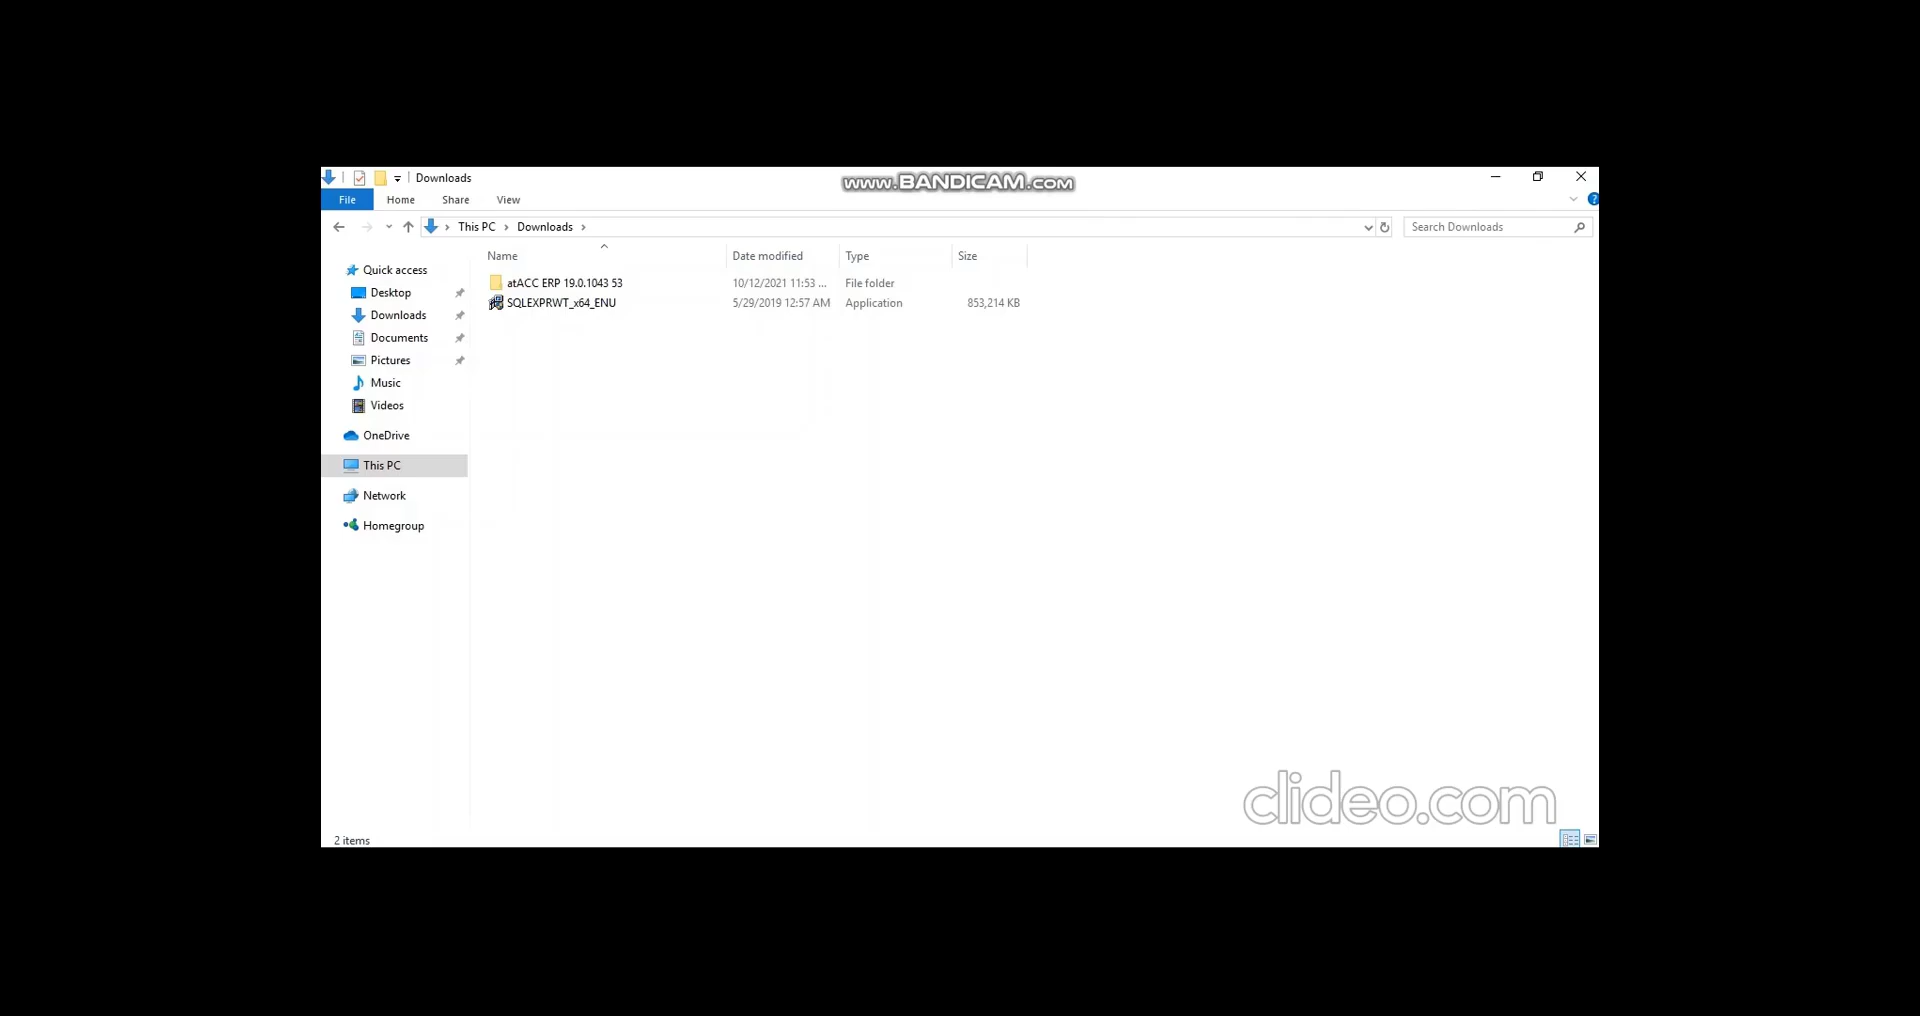 Downloads
www.BANDICAM.com
File Home Share View
This PC Downloads
Search Downloads
Name Date modified Type Size
Quick access
Desktop
Downloads
Documents
Pictures
Music
Videos
OneDrive
This PC
Network
Homegroup
atACC ERP 19.0.1043 53 10/12/2021 11:53 ... File folder
SQLEXPRWT_x64_ENU 5/29/2019 12:57 AM Application 853,214 KB
clideo.com
2 items